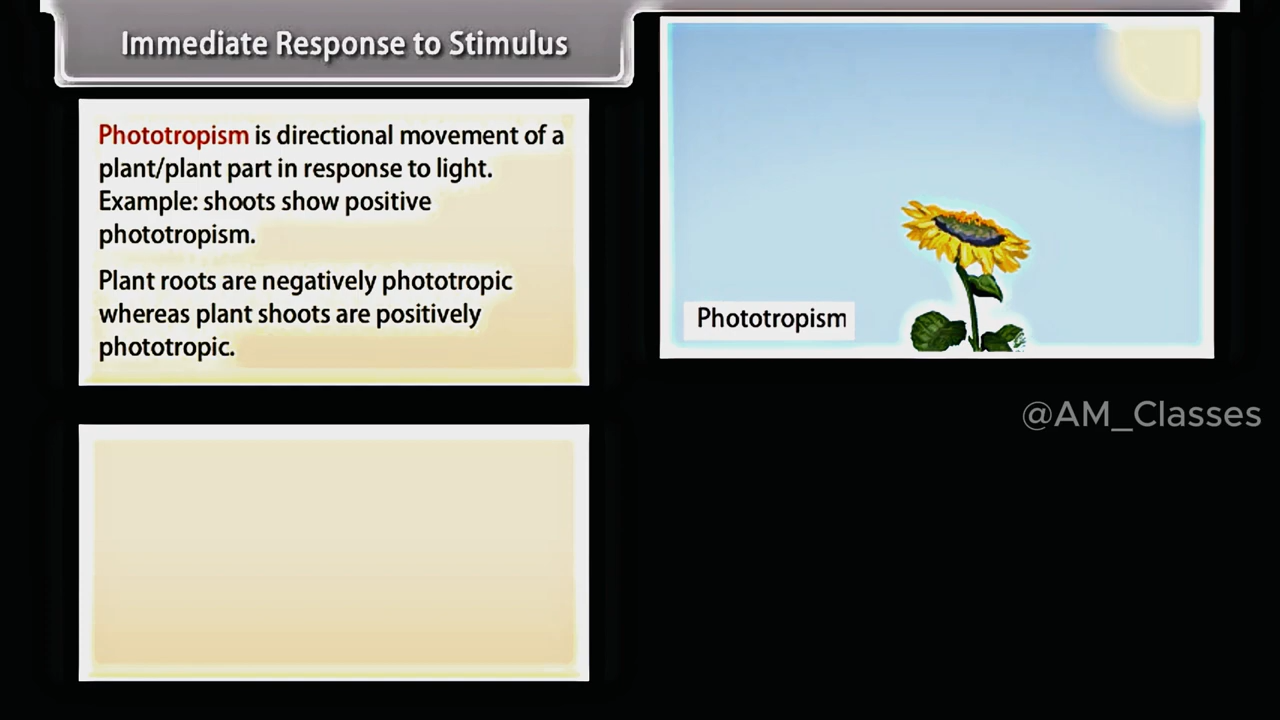 Immediate Response to Stimulus
Phototropism is directional movement of a
plant/plant part in response to light.
Example: shoots show positive
phototropism.
Plant roots are negatively phototropic
whereas plant shoots are positively
phototropic.
Phototropism
@AM_Classes